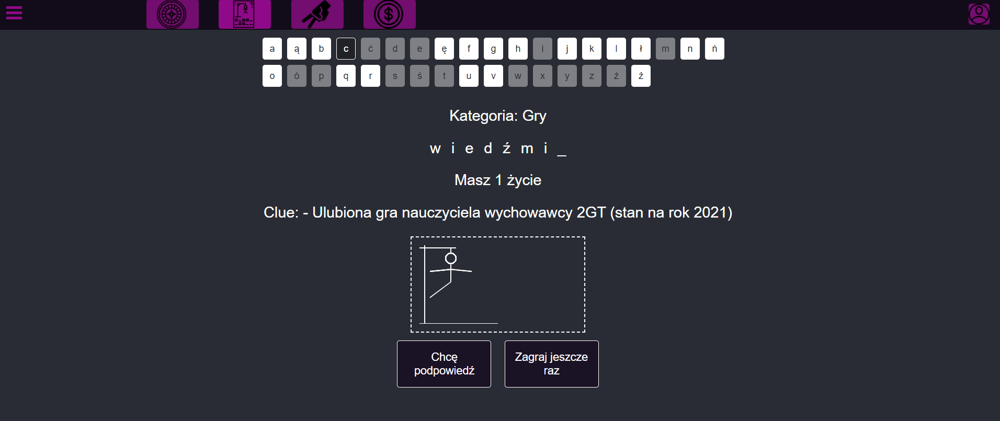 a ą b c ć d e ę f g h i j k l ł m n ń
o ó p q r s ś t u v w x y z ź ż
Kategoria: Gry
w i e d ź m i _
Masz 1 życie
Clue: - Ulubiona gra nauczyciela wychowawcy 2GT (stan na rok 2021)
Chcę
podpowiedź
Zagraj jeszcze
raz